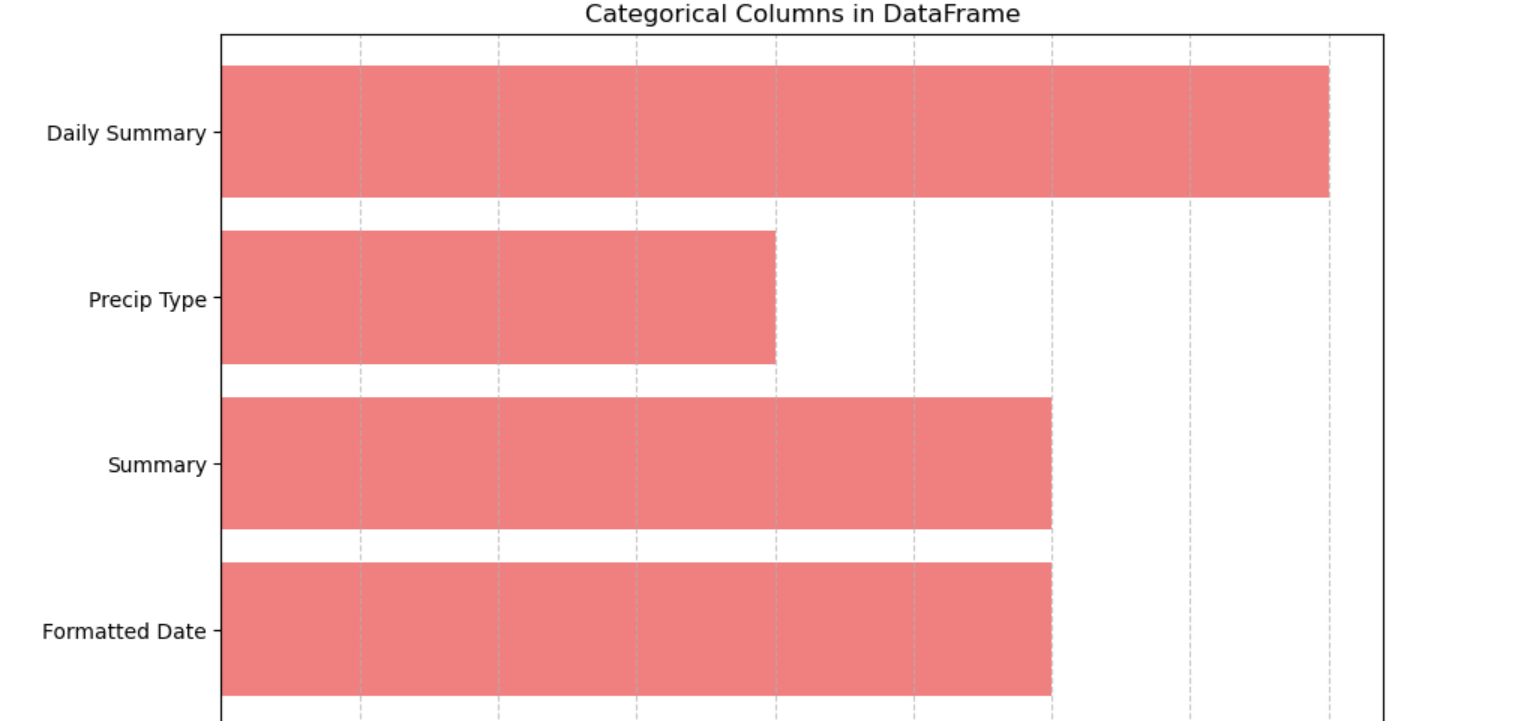 Categorical Columns in DataFrame
Daily Summary
Precip Type
Summary
Formatted Date